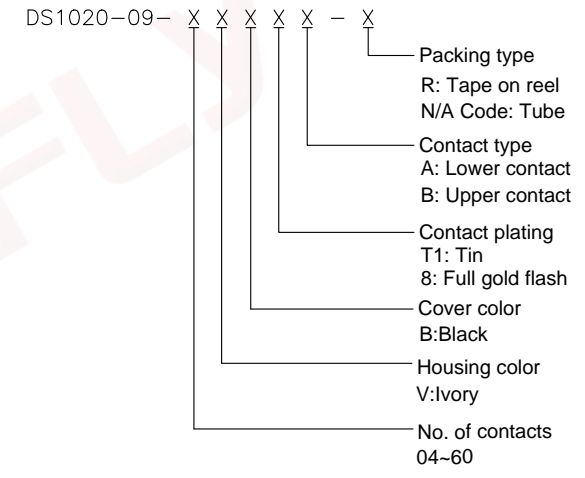 DS1020-09- X X X X X - X
Packing type
R: Tape on reel
N/A Code: Tube
Contact type
A: Lower contact
B: Upper contact
Contact plating
T1: Tin
8: Full gold flash
Cover color
B:Black
Housing color
V:Ivory
No. of contacts
04~60